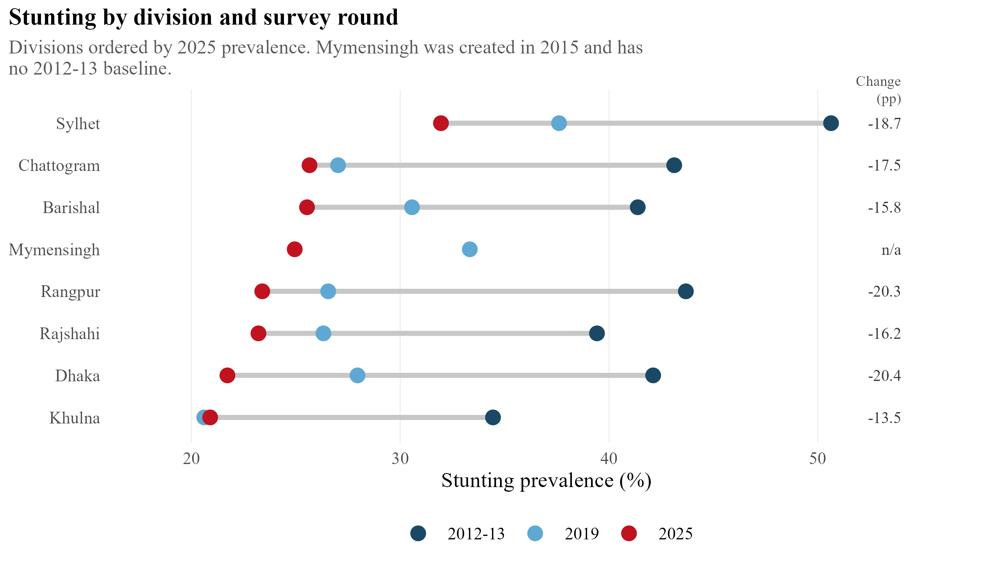 Stunting by division and survey round
Divisions ordered by 2025 prevalence. Mymensingh was created in 2015 and has
no 2012-13 baseline.
Change
(pp)
Sylhet -18.7
Chattogram -17.5
Barishal -15.8
Mymensingh n/a
Rangpur -20.3
Rajshahi -16.2
Dhaka -20.4
Khulna -13.5
20 30 40 50
Stunting prevalence (%)
2012-13 2019 2025